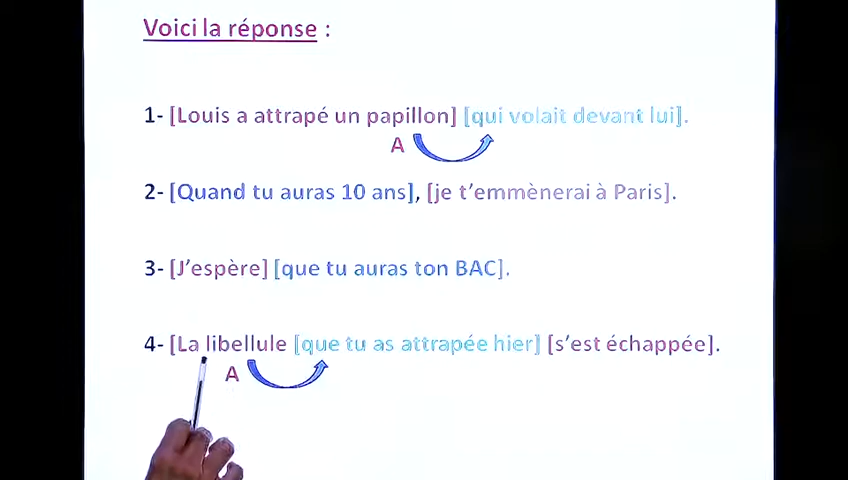 Voici la réponse :
1- [Louis a attrapé un papillon] [qui volait devant lui].
A
2- [Quand tu auras 10 ans], [je t'emmènerai à Paris].
3- [J'espère] [que tu auras ton BAC].
4- [La libellule [que tu as attrapée hier] [s'est échappée].
A